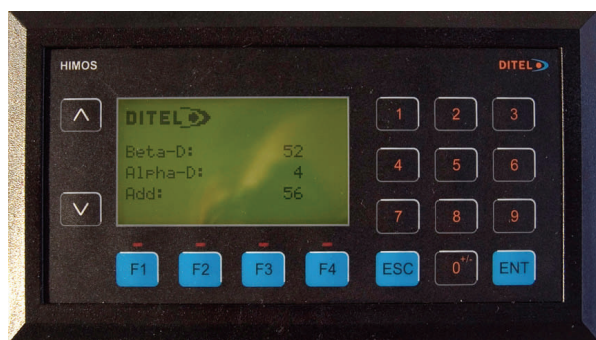 HIMOS DITEL
DITEL
Beta-D: 52
Alpha-D: 4
Add: 56
1 2 3
4 5 6
7 8 9
F1 F2 F3 F4 ESC 0+/- ENT